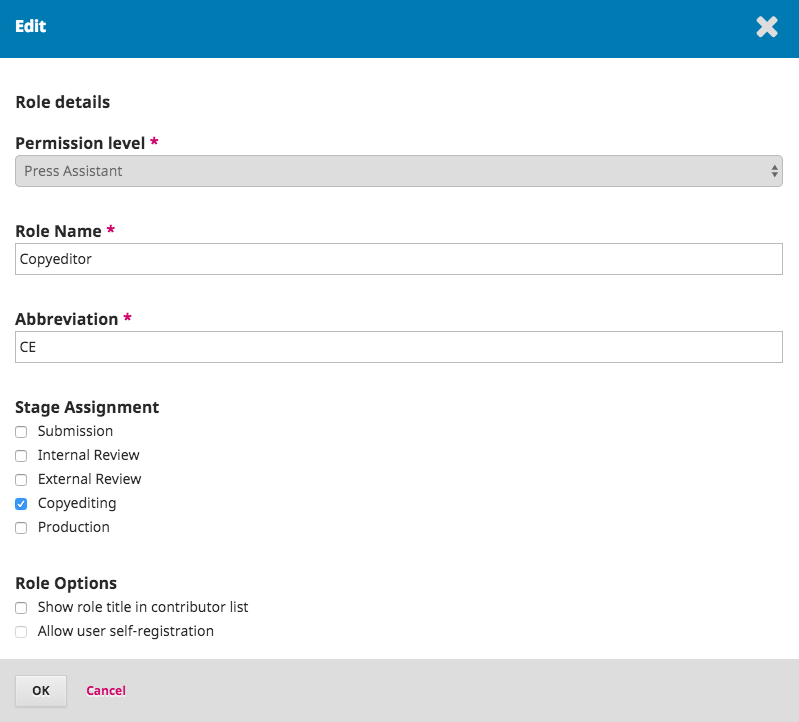 Edit
Role details
Permission level *
Press Assistant
Role Name *
Copyeditor
Abbreviation *
CE
Stage Assignment
Submission
Internal Review
External Review
Copyediting
Production
Role Options
Show role title in contributor list
Allow user self-registration
OK Cancel